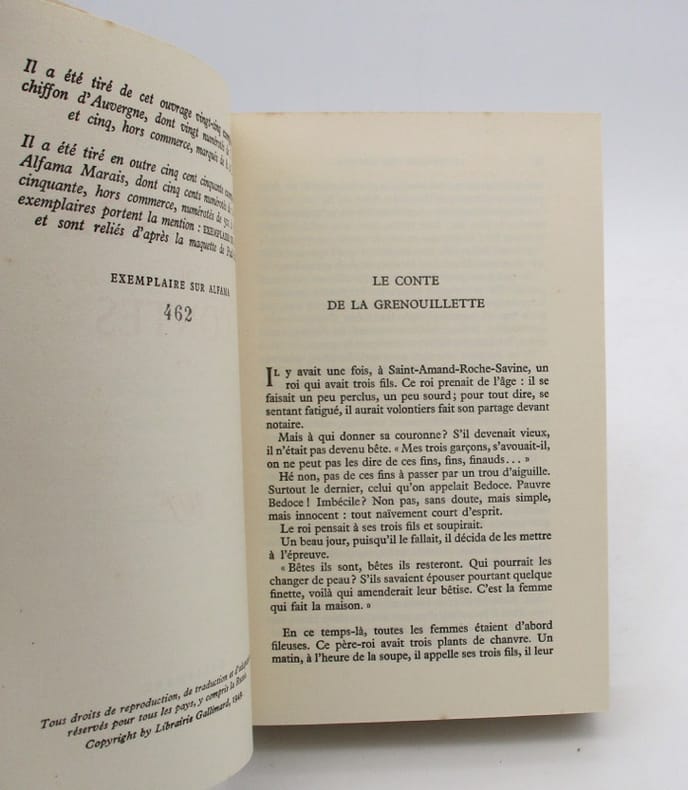 Il a été tiré de cet ouvrage vingt-cinq
chiffon d'Auvergne, dont vingt
et cinq, hors commerce, marqués de
Il a été tiré en outre cinq cent cinquante
Alfama Marais, dont cinq cents numérotés de
cinquante, hors commerce, numérotés de
exemplaires portent la mention : EXEMPLAIRE
et sont reliés d'après la maquette de
EXEMPLAIRE SUR ALFAMA
462
Tous droits de reproduction, de traduction et
réservés pour tous les pays, y compris la
Copyright by Librairie Gallimard,
LE CONTE
DE LA GRENOUILLETTE
IL y avait une fois, à Saint-Amand-Roche-Savine, un
roi qui avait trois fils. Ce roi prenait de l'âge : il se
faisait un peu perclus, un peu sourd ; pour tout dire, se
sentant fatigué, il aurait volontiers fait son partage devant
notaire.
Mais à qui donner sa couronne ? S'il devenait vieux,
il n'était pas devenu bête. « Mes trois garçons, s'avouait-il,
on ne peut pas les dire de ces fins, fins, finauds... »
Hé non, pas de ces fins à passer par un trou d'aiguille.
Surtout le dernier, celui qu'on appelait Bedoce. Pauvre
Bedoce ! Imbécile ? Non pas, sans doute, mais simple,
mais innocent : tout naïvement court d'esprit.
Le roi pensait à ses trois fils et soupirait.
Un beau jour, puisqu'il le fallait, il décida de les mettre
à l'épreuve.
« Bêtes ils sont, bêtes ils resteront. Qui pourrait les
changer de peau ? S'ils savaient épouser pourtant quelque
finette, voilà qui amenderait leur bêtise. C'est la femme
qui fait la maison. »
En ce temps-là, toutes les femmes étaient d'abord
fileuses. Ce père-roi avait trois plants de chanvre. Un
matin, à l'heure de la soupe, il appelle ses trois fils, il leur